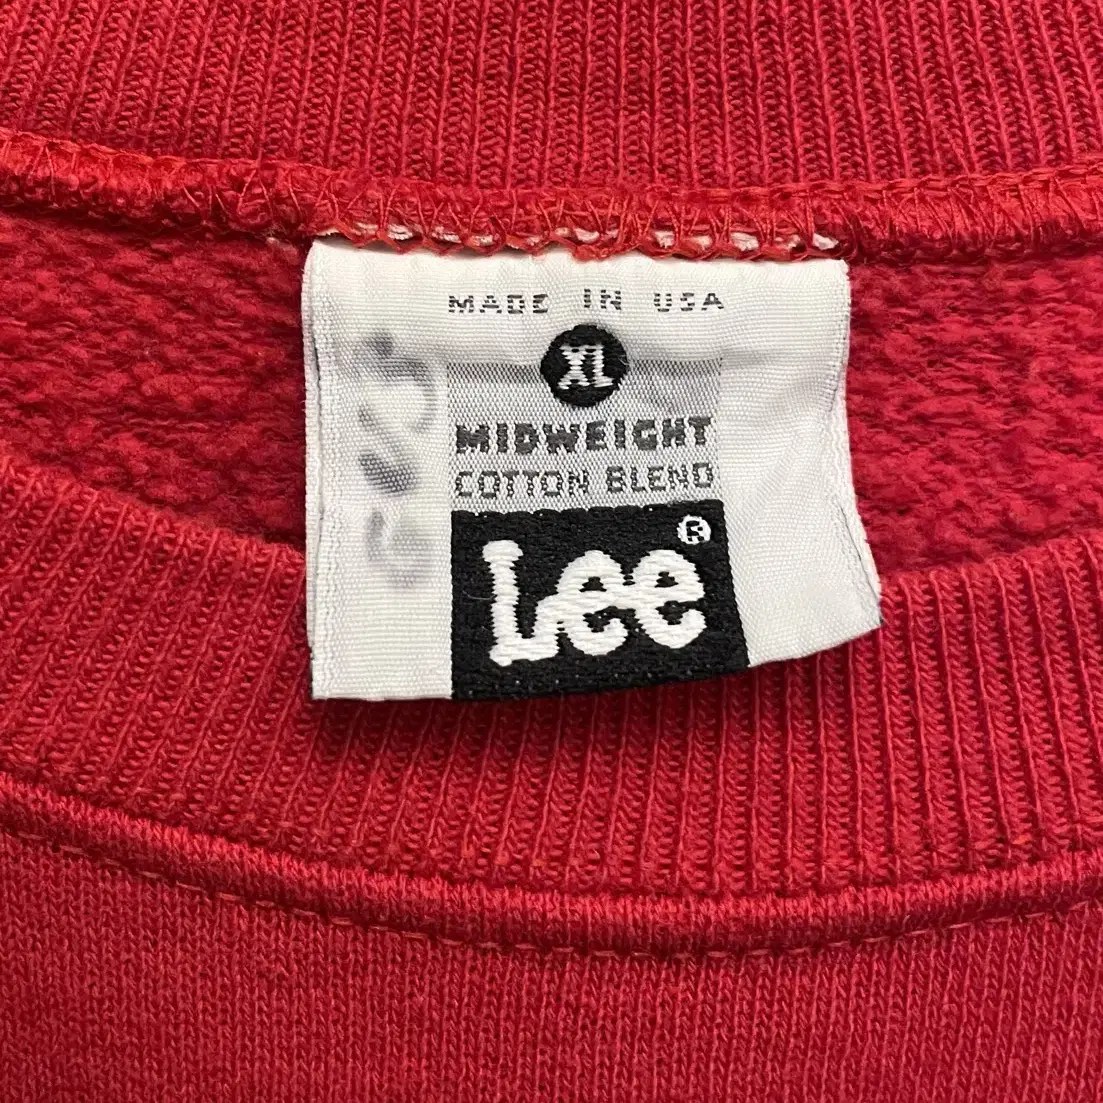 MADE IN USA
XL
MIDWEIGHT
COTTON BLEND
Lee®